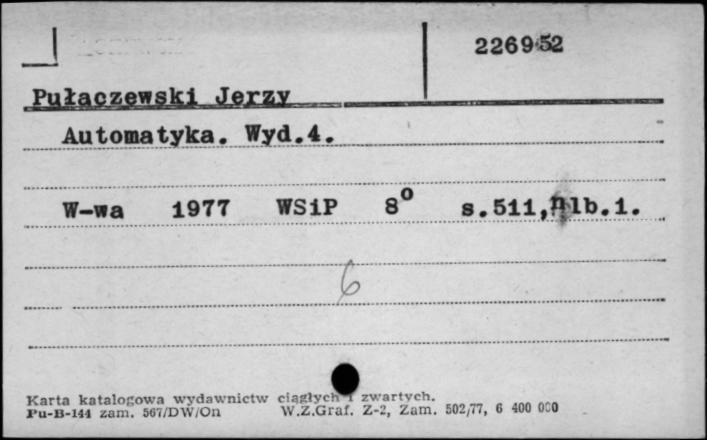 226952
Pułaczewski Jerzy
Automatyka. Wyd.4.
W-wa 1977 WSiP 8° s.511,nlb.1.
6
Karta katalogowa wydawnictw ciągłych i zwartych.
Pu-B-144 zam. 567/DW/On W.Z.Graf. Z-2, Zam. 502/77, 6 400 000